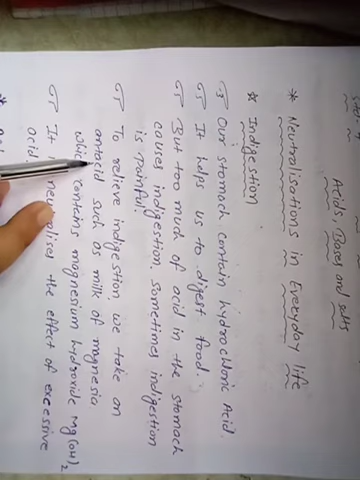 Acids, Bases and salts
* Neutralisations in Everyday life
☆ Indigestion
Our stomach contain hydrochloric Acid.
It helps us to digest food.
But too much of acid in the stomach
causes indigestion. Sometimes indigestion
is painful.
To relieve indigestion, we take an
antacid such as milk of magnesia
which contains magnesium hydroxide Mg(OH)2
It neutralises the effect of excessive
acid.